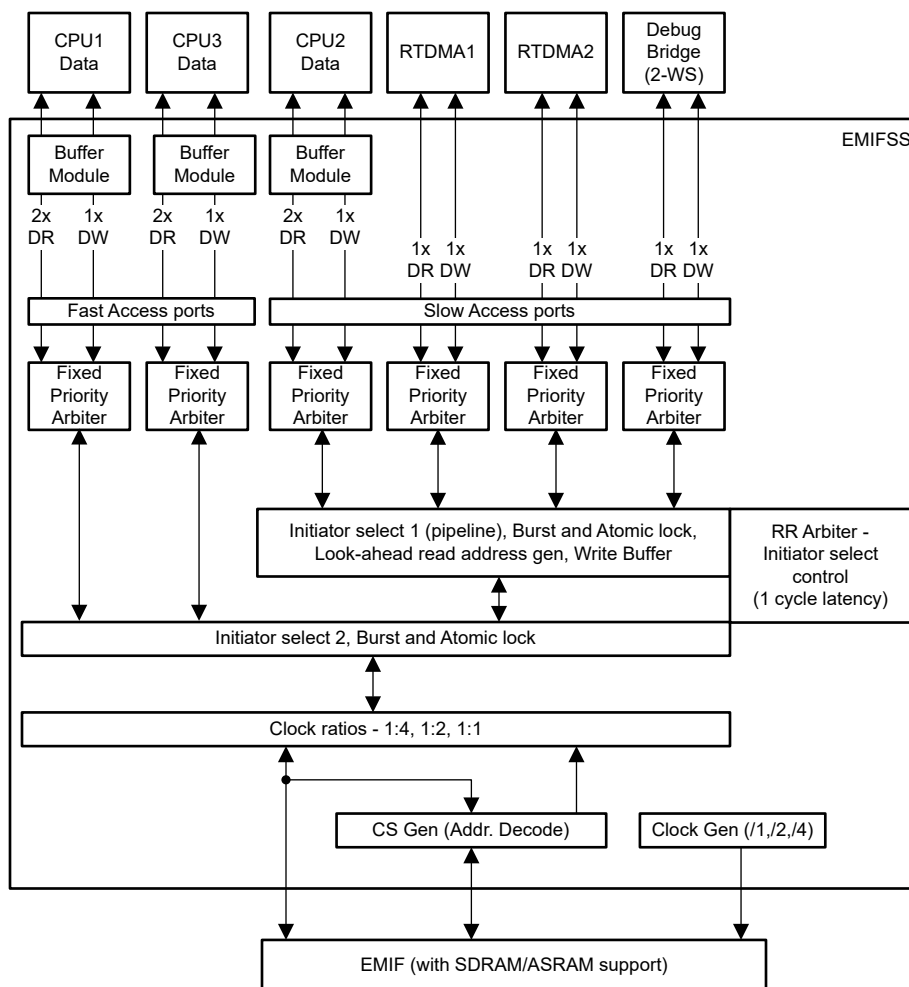 CPU1
Data
CPU3
Data
CPU2
Data
RTDMA1
RTDMA2
Debug
Bridge
(2-WS)
EMIFSS
Buffer
Module
Buffer
Module
Buffer
Module
2x
DR
1x
DW
2x
DR
1x
DW
2x
DR
1x
DW
1x
DR
1x
DW
1x
DR
1x
DW
1x
DR
1x
DW
Fast Access ports
Slow Access ports
Fixed
Priority
Arbiter
Fixed
Priority
Arbiter
Fixed
Priority
Arbiter
Fixed
Priority
Arbiter
Fixed
Priority
Arbiter
Fixed
Priority
Arbiter
Initiator select 1 (pipeline), Burst and Atomic lock,
Look-ahead read address gen, Write Buffer
RR Arbiter -
Initiator select
control
(1 cycle latency)
Initiator select 2, Burst and Atomic lock
Clock ratios - 1:4, 1:2, 1:1
CS Gen (Addr. Decode)
Clock Gen (/1,/2,/4)
EMIF (with SDRAM/ASRAM support)